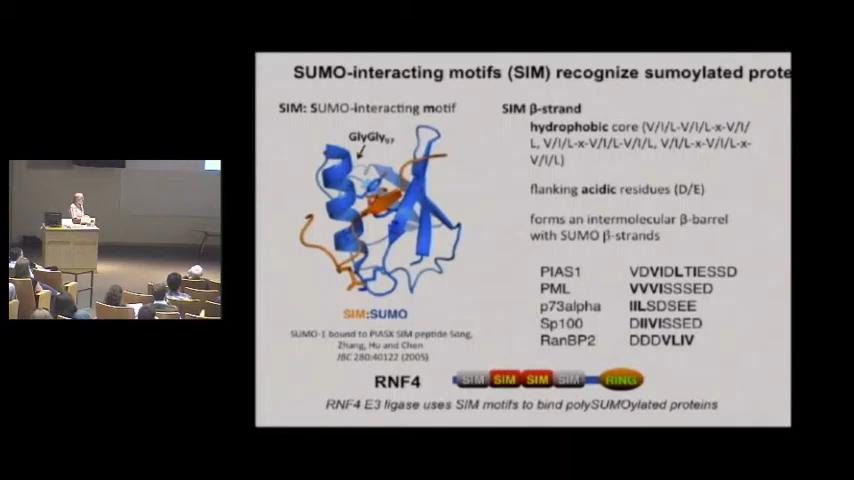 SUMO-interacting motifs (SIM) recognize sumoylated prote
SIM: SUMO-interacting motif
GlyGly97
SIM:SUMO
SUMO-1 bound to PIASX SIM peptide Song,
Zhang, Hu and Chen
JBC 280:40122 (2005)
SIM β-strand
hydrophobic core (V/I/L-V/I/L-x-V/I/
L, V/I/L-x-V/I/L-V/I/L, V/I/L-x-V/I/L-x-
V/I/L)
flanking acidic residues (D/E)
forms an intermolecular β-barrel
with SUMO β-strands
PIAS1 VDVIDLTIESSD
PML VVVISSSED
p73alpha IILSDSEE
Sp100 DIIVISSED
RanBP2 DDDVLIV
RNF4 SIM SIM SIM SIM RING
RNF4 E3 ligase uses SIM motifs to bind polySUMOylated proteins